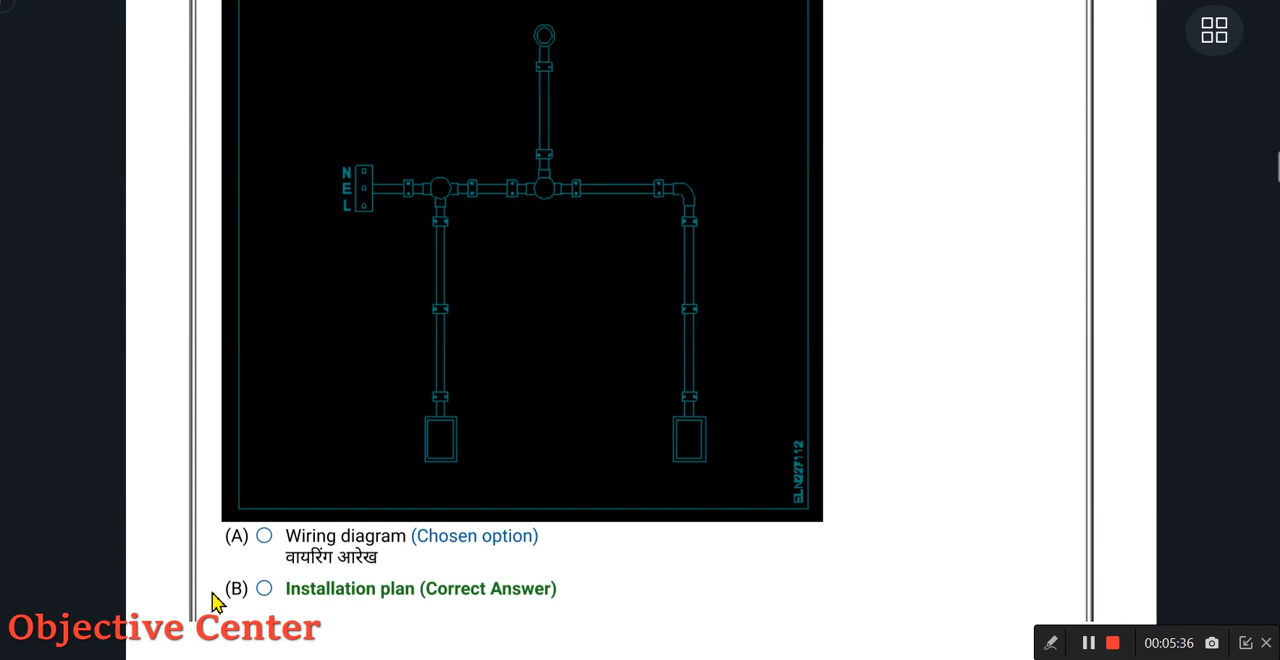 N
E
L
ELN227112
(A) Wiring diagram (Chosen option)
वायरिंग आरेख
(B) Installation plan (Correct Answer)
Objective Center
00:05:36